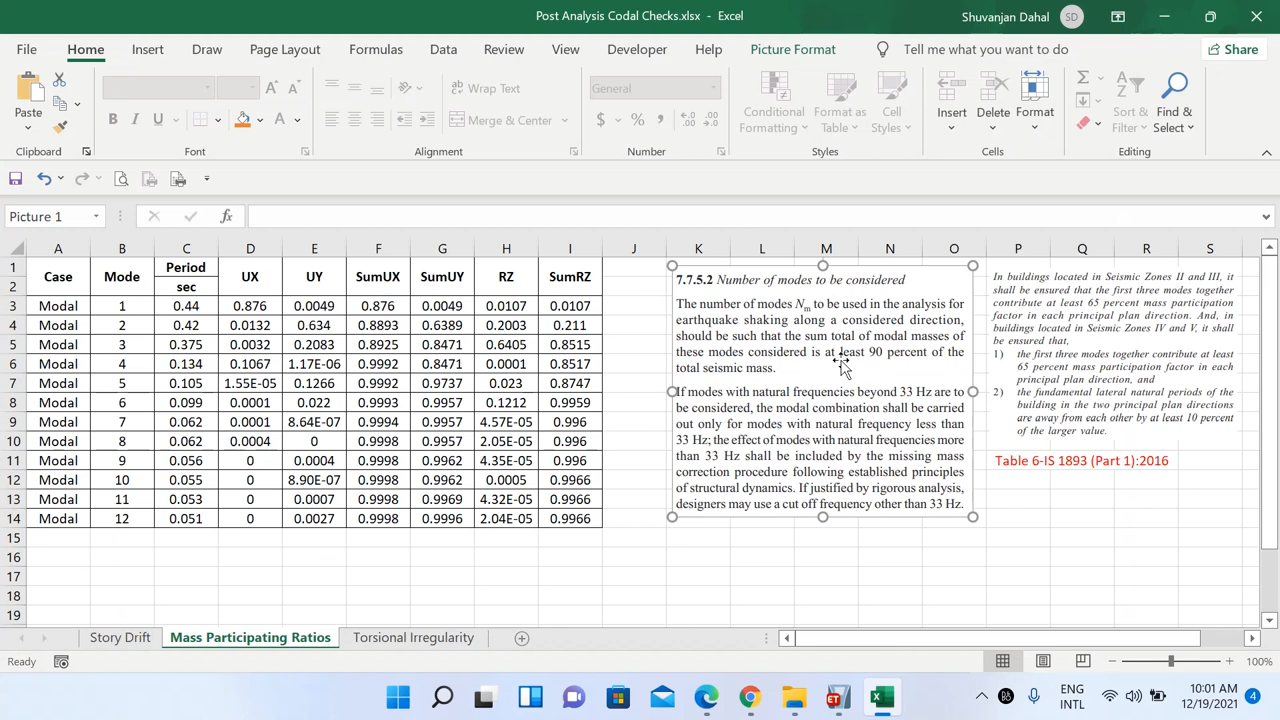 Post Analysis Codal Checks.xlsx - Excel
Shuvanjan Dahal
SD
File Home Insert Draw Page Layout Formulas Data Review View Developer Help Picture Format Tell me what you want to do Share
Paste
Clipboard
B I U A
Font
Wrap Text
Merge & Center
Alignment
General
$ % ,
Number
Conditional Formatting
Format as Table
Cell Styles
Styles
Insert
Delete
Format
Cells
Sort & Filter
Find & Select
Editing
Picture 1
fx
A B C D E F G H I J K L M N O P Q R S
1 Case Mode Period UX UY SumUX SumUY RZ SumRZ
2 sec
3 Modal 1 0.44 0.876 0.0049 0.876 0.0049 0.0107 0.0107
4 Modal 2 0.42 0.0132 0.634 0.8893 0.6389 0.2003 0.211
5 Modal 3 0.375 0.0032 0.2083 0.8925 0.8471 0.6405 0.8515
6 Modal 4 0.134 0.1067 1.17E-06 0.9992 0.8471 0.0001 0.8517
7 Modal 5 0.105 1.55E-05 0.1266 0.9992 0.9737 0.023 0.8747
8 Modal 6 0.099 0.0001 0.022 0.9992 0.9957 0.1212 0.9959
9 Modal 7 0.062 0.0001 8.64E-07 0.9994 0.9957 4.57E-05 0.996
10 Modal 8 0.062 0.0004 0 0.9998 0.9957 2.05E-05 0.996
11 Modal 9 0.056 0 0.0004 0.9998 0.9962 4.35E-05 0.996
12 Modal 10 0.055 0 8.90E-07 0.9998 0.9962 0.0005 0.9966
13 Modal 11 0.053 0 0.0007 0.9998 0.9969 4.32E-05 0.9966
14 Modal 12 0.051 0 0.0027 0.9998 0.9996 2.04E-05 0.9966
15
16
17
18
19
7.7.5.2 Number of modes to be considered
The number of modes Nm to be used in the analysis for
earthquake shaking along a considered direction,
should be such that the sum total of modal masses of
these modes considered is at least 90 percent of the
total seismic mass.
If modes with natural frequencies beyond 33 Hz are to
be considered, the modal combination shall be carried
out only for modes with natural frequency less than
33 Hz; the effect of modes with natural frequencies more
than 33 Hz shall be included by the missing mass
correction procedure following established principles
of structural dynamics. If justified by rigorous analysis,
designers may use a cut off frequency other than 33 Hz.
In buildings located in Seismic Zones II and III, it
shall be ensured that the first three modes together
contribute at least 65 percent mass participation
factor in each principal plan direction. And, in
buildings located in Seismic Zones IV and V, it shall
be ensured that,
1) the first three modes together contribute at least
65 percent mass participation factor in each
principal plan direction, and
2) the fundamental lateral natural periods of the
building in the two principal plan directions
are away from each other by at least 10 percent
of the larger value.
Table 6-IS 1893 (Part 1):2016
Story Drift Mass Participating Ratios Torsional Irregularity
Ready
100%
ENG
INTL
10:01 AM
12/19/2021
4